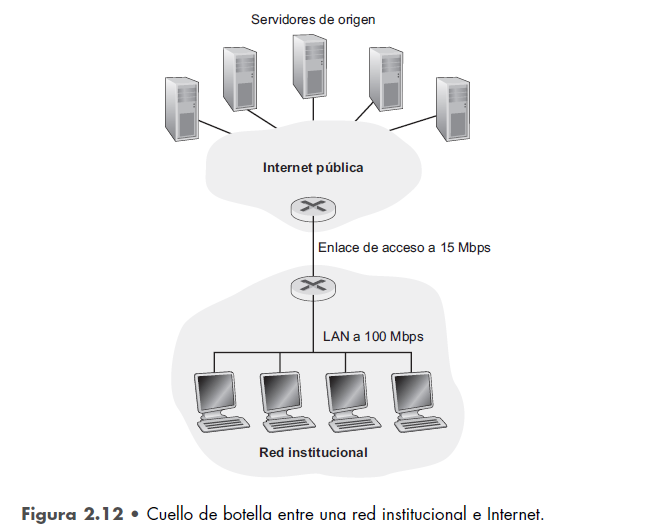 Servidores de origen
Internet pública
Enlace de acceso a 15 Mbps
LAN a 100 Mbps
Red institucional
Figura 2.12 • Cuello de botella entre una red institucional e Internet.